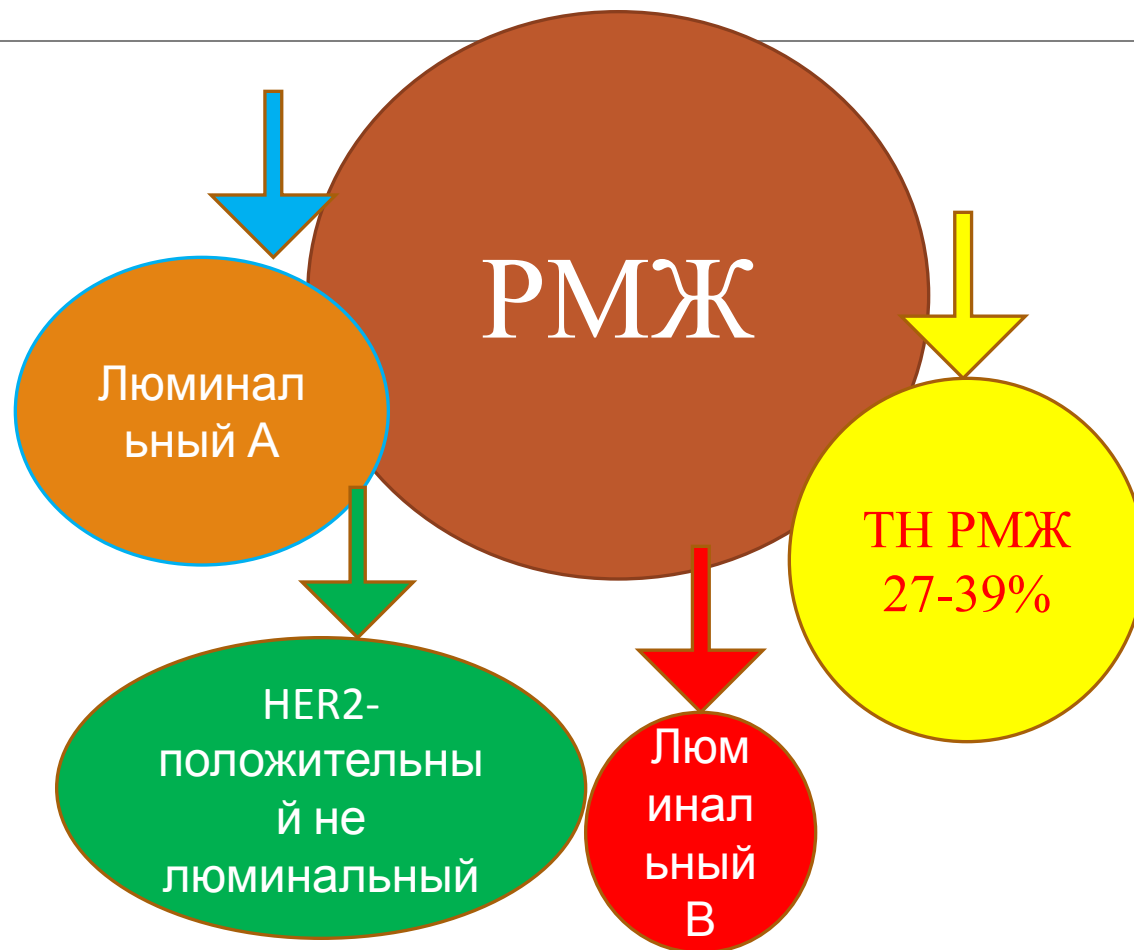 РМЖ
Люминал
ьный А
ТН РМЖ
27-39%
HER2-
положительны
й не
люминальный
Люм
инал
ьный
В